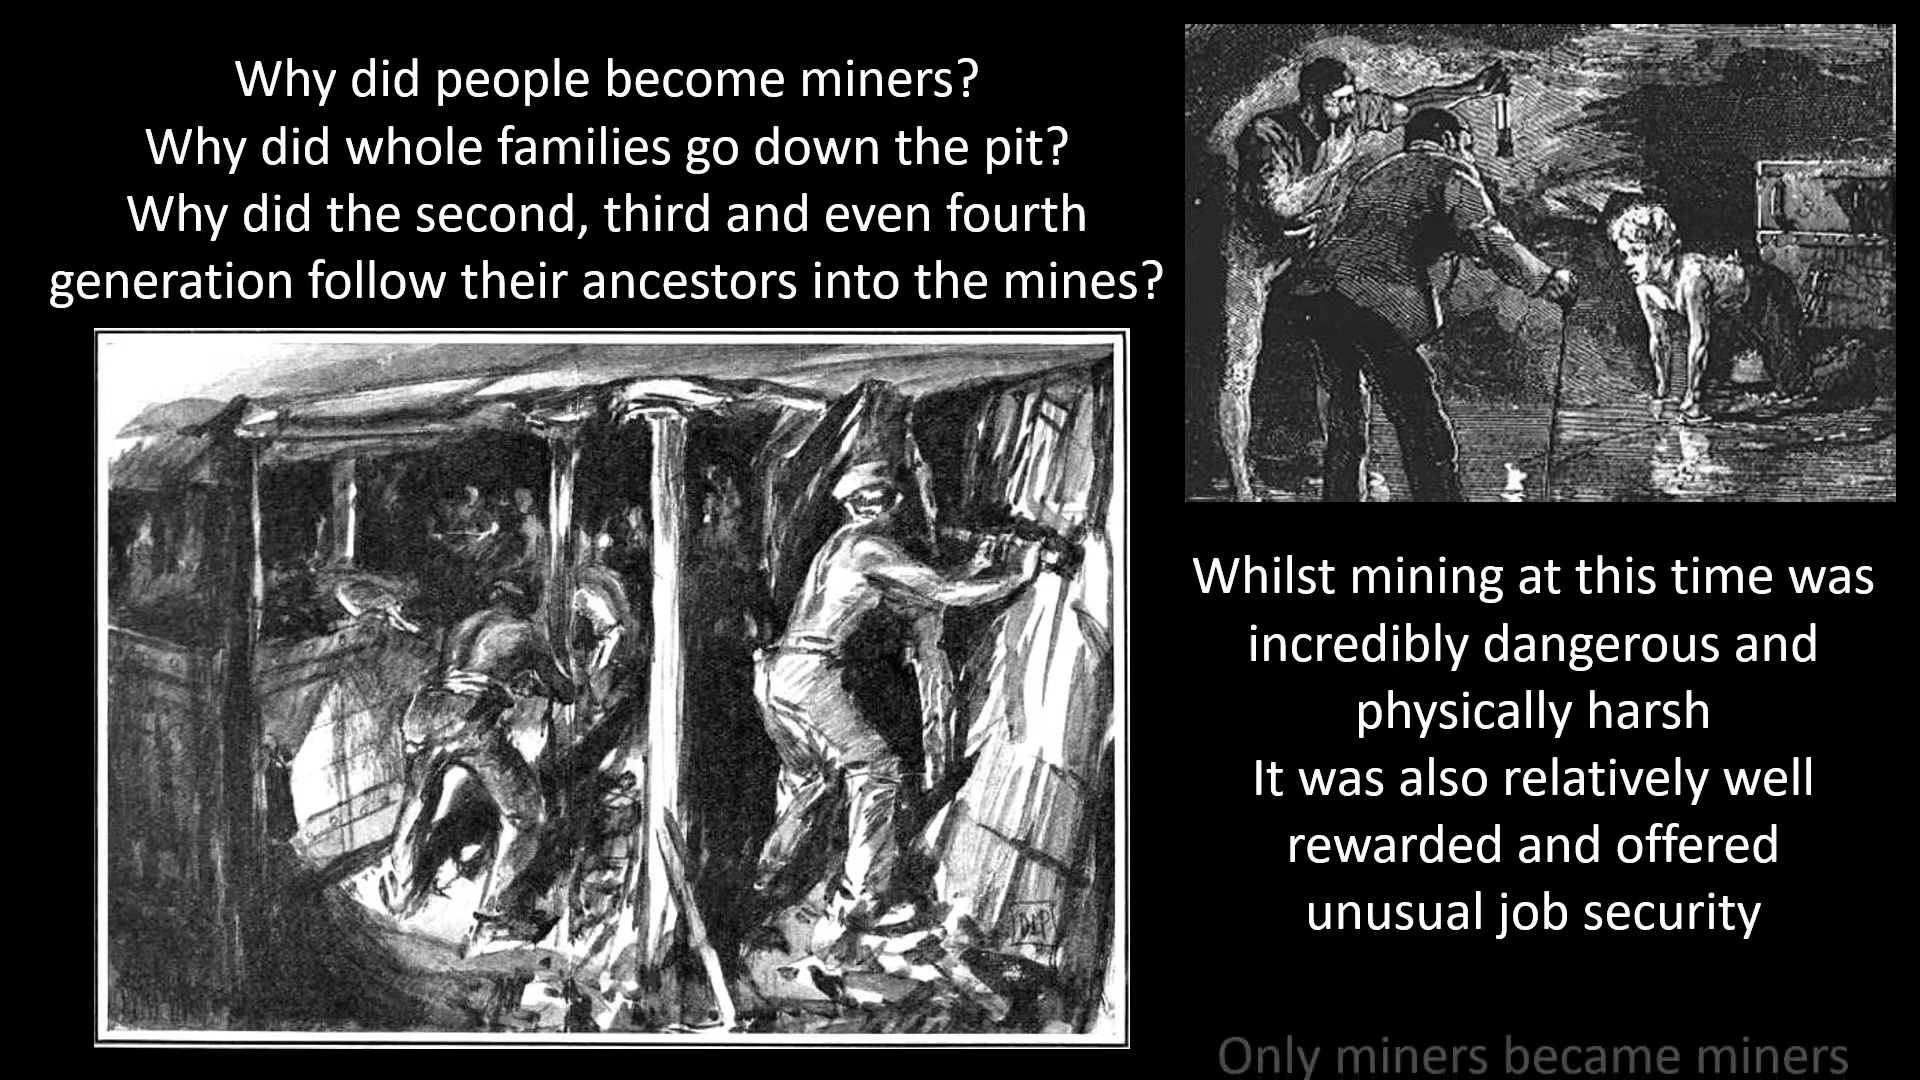 Why did people become miners?
Why did whole families go down the pit?
Why did the second, third and even fourth
generation follow their ancestors into the mines?
Whilst mining at this time was
incredibly dangerous and
physically harsh
It was also relatively well
rewarded and offered
unusual job security
Only miners became miners